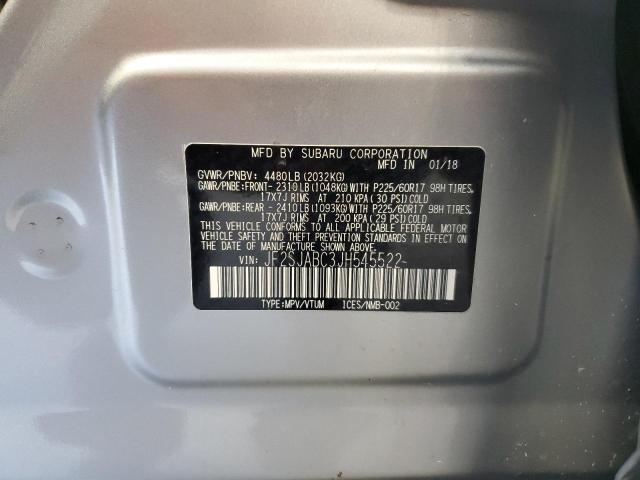 MFD BY SUBARU CORPORATION
MFD IN 01/18
GVWR/PNBV: 4480LB (2032KG)
GAWR/PNBE:FRONT- 2310LB (1048KG) WITH P225/60R17 98H TIRES,
17X7J RIMS AT 210 KPA (30 PSI) COLD
GAWR/PNBE:REAR -2410LB (1093KG) WITH P225/60R17 98H TIRES,
17X7J RIMS AT 200 KPA (29 PSI) COLD
THIS VEHICLE CONFORMS TO ALL APPLICABLE FEDERAL MOTOR
VEHICLE SAFETY AND THEFT PREVENTION STANDARDS IN EFFECT ON
THE DATE OF MANUFACTURE SHOWN ABOVE.
VIN: JF2SJABC3JH545522-
TYPE:MPV/VTUM ICES/NMB-002